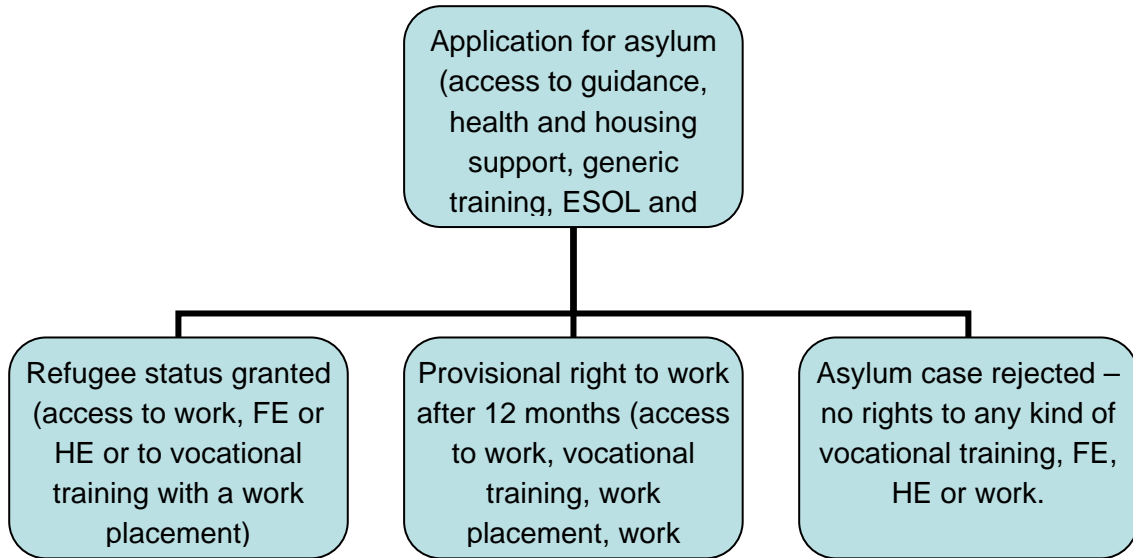 Application for asylum
(access to guidance,
health and housing
support, generic
training, ESOL and
Refugee status granted
(access to work, FE or
HE or to vocational
training with a work
placement)
Provisional right to work
after 12 months (access
to work, vocational
training, work
placement, work
Asylum case rejected –
no rights to any kind of
vocational training, FE,
HE or work.